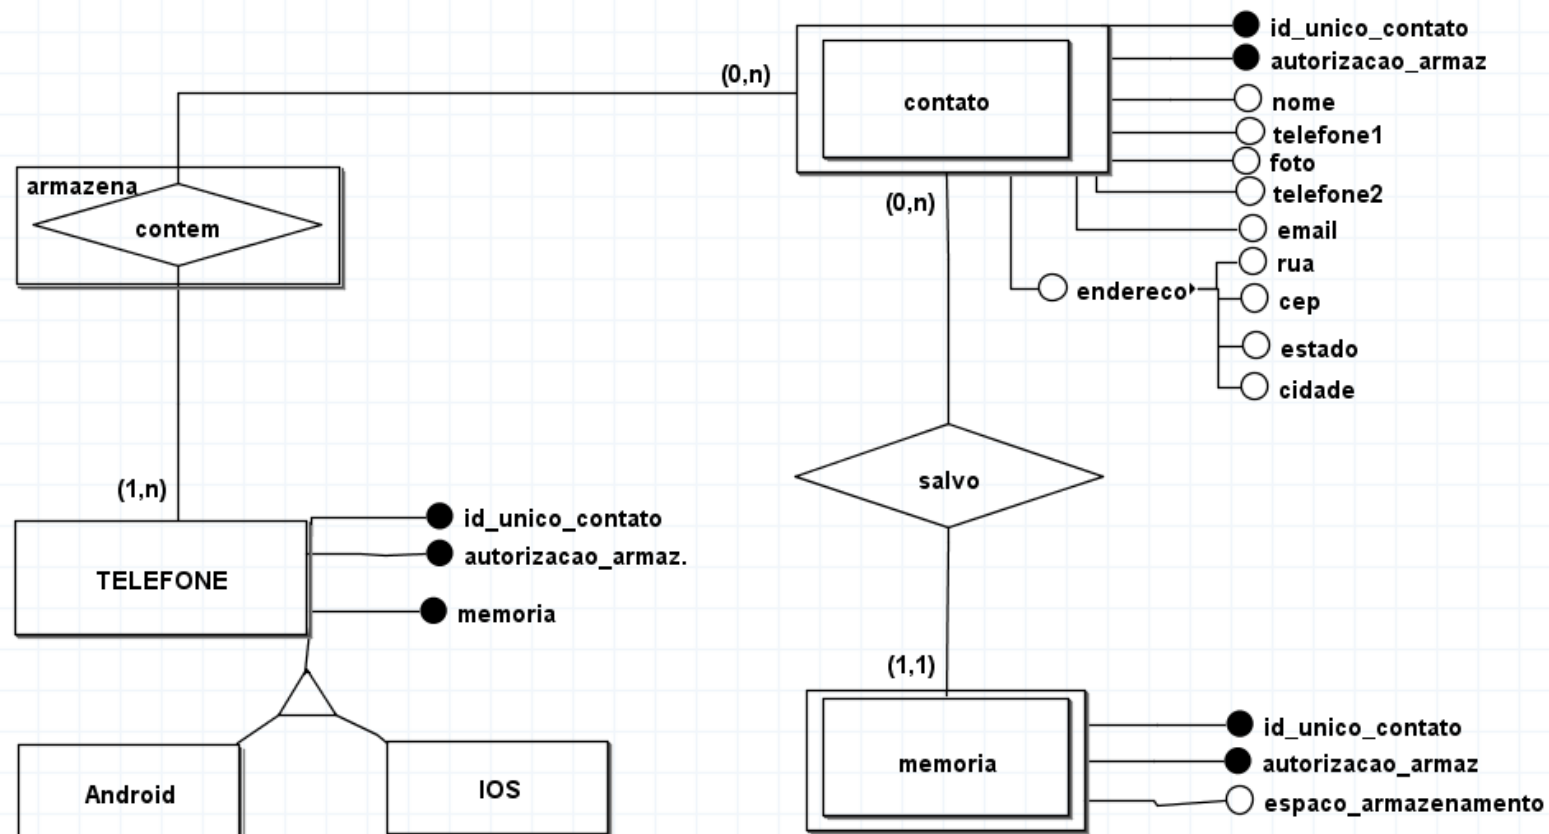 id_unico_contato
autorizacao_armaz
(0,n)
contato
nome
telefone1
foto
telefone2
email
armazena
contem
(0,n)
endereco
rua
cep
estado
cidade
salvo
(1,n)
TELEFONE
id_unico_contato
autorizacao_armaz.
memoria
(1,1)
Android
IOS
memoria
id_unico_contato
autorizacao_armaz
espaco_armazenamento